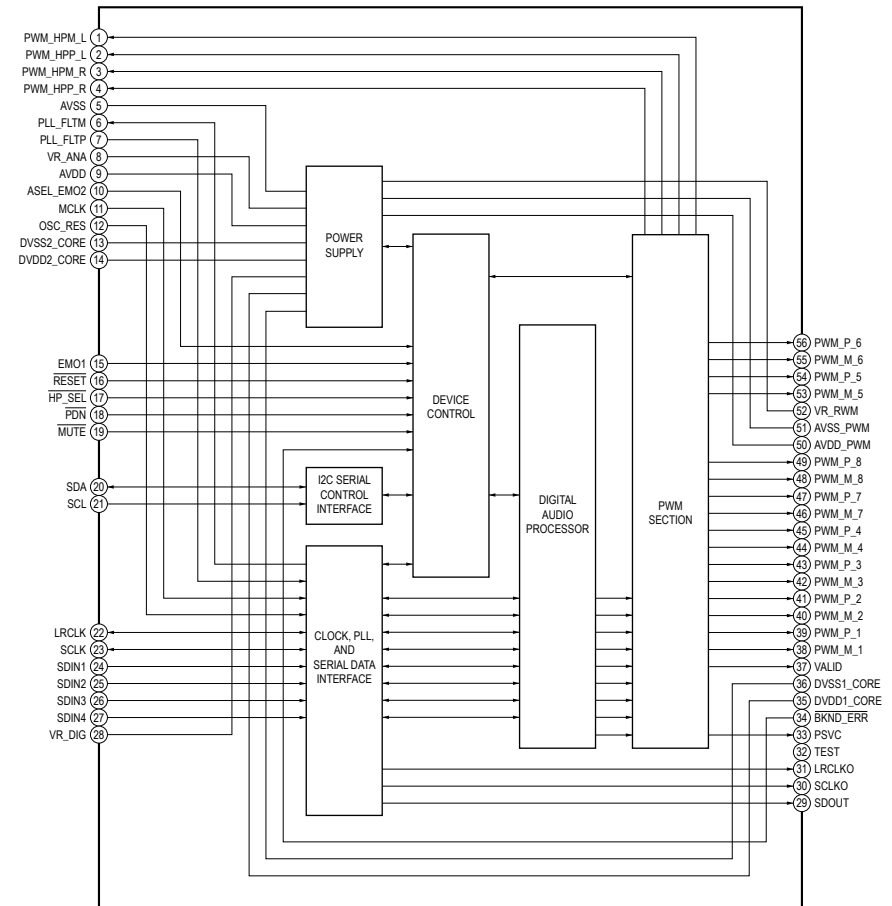 PWM_HPM_L 1
PWM_HPP_L 2
PWM_HPM_R 3
PWM_HPP_R 4
AVSS 5
PLL_FLTM 6
PLL_FLTP 7
VR_ANA 8
AVDD 9
ASEL_EMO2 10
MCLK 11
OSC_RES 12
DVSS2_CORE 13
DVDD2_CORE 14
EMO1 15
RESET 16
HP_SEL 17
PDN 18
MUTE 19
SDA 20
SCL 21
LRCLK 22
SCLK 23
SDIN1 24
SDIN2 25
SDIN3 26
SDIN4 27
VR_DIG 28
POWER
SUPPLY
DEVICE
CONTROL
I2C SERIAL
CONTROL
INTERFACE
CLOCK, PLL,
AND
SERIAL DATA
INTERFACE
DIGITAL
AUDIO
PROCESSOR
PWM
SECTION
56 PWM_P_6
55 PWM_M_6
54 PWM_P_5
53 PWM_M_5
52 VR_RWM
51 AVSS_PWM
50 AVDD_PWM
49 PWM_P_8
48 PWM_M_8
47 PWM_P_7
46 PWM_M_7
45 PWM_P_4
44 PWM_M_4
43 PWM_P_3
42 PWM_M_3
41 PWM_P_2
40 PWM_M_2
39 PWM_P_1
38 PWM_M_1
37 VALID
36 DVSS1_CORE
35 DVDD1_CORE
34 BKND_ERR
33 PSVC
32 TEST
31 LRCLKO
30 SCLKO
29 SDOUT